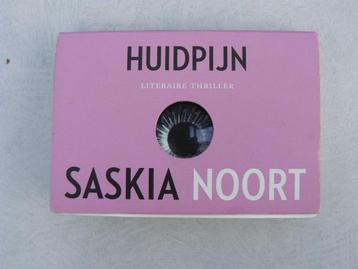 HUIDPIJN
LITERAIRE THRILLER
SASKIA NOORT